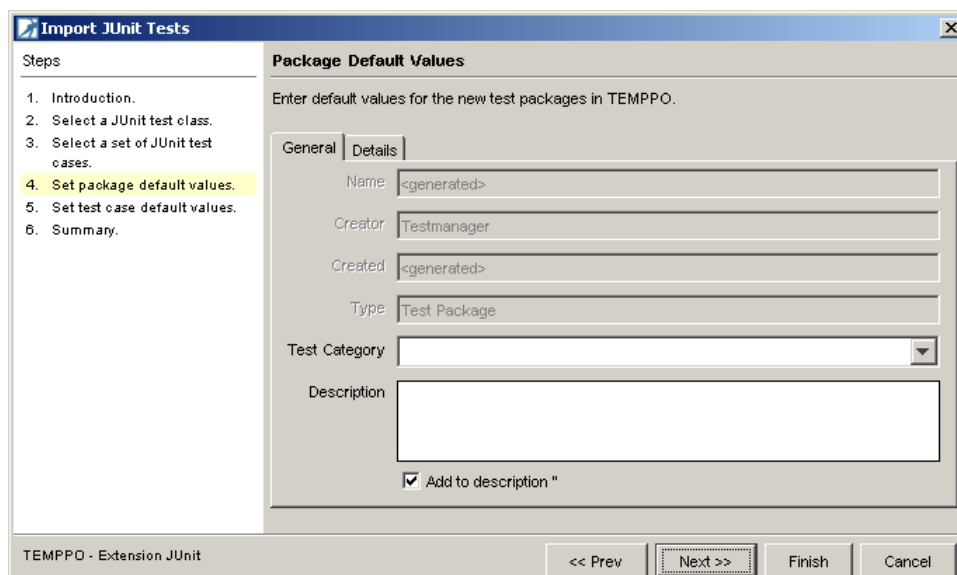 Import JUnit Tests
Steps
1. Introduction.
2. Select a JUnit test class.
3. Select a set of JUnit test
cases.
4. Set package default values.
5. Set test case default values.
6. Summary.
Package Default Values
Enter default values for the new test packages in TEMPPO.
General Details
Name <generated>
Creator Testmanager
Created <generated>
Type Test Package
Test Category
Description
Add to description "
TEMPPO - Extension JUnit
<< Prev Next >> Finish Cancel